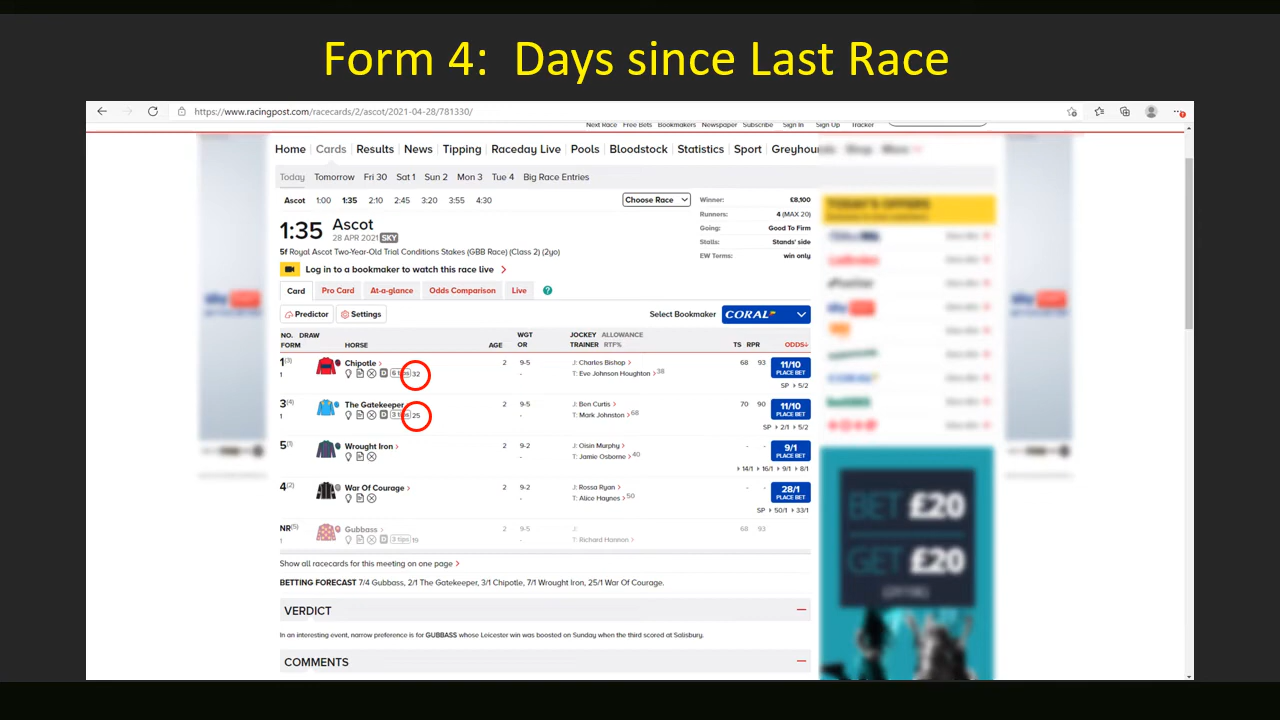 Form 4:  Days since Last Race
https://www.racingpost.com/racecards/2/ascot/2021-04-28/781330/
Next Race Free Bets Bookmakers Newspaper Subscribe Sign In Sign Up Tracker
Home Cards Results News Tipping Raceday Live Pools Bloodstock Statistics Sport Greyhoun
Today Tomorrow Fri 30 Sat 1 Sun 2 Mon 3 Tue 4 Big Race Entries
Ascot 1:00 1:35 2:10 2:45 3:20 3:55 4:30
Choose Race
Winner: £8,100
Runners: 4 (MAX 20)
Going: Good To Firm
Stalls: Stands' side
EW Terms: win only
1:35 Ascot
28 APR 2021 SKY
5f Royal Ascot Two-Year-Old Trial Conditions Stakes (GBB Race) (Class 2) (2yo)
Log in to a bookmaker to watch this race live
Card Pro Card At-a-glance Odds Comparison Live ?
Predictor Settings Select Bookmaker CORAL
NO. DRAW WGT JOCKEY ALLOWANCE
FORM HORSE AGE OR TRAINER RTF% TS RPR ODDS
1(3) Chipotle 2 9-5 J: Charles Bishop 68 93 11/10
1 D 6 tips 32 - T: Eve Johnson Houghton 38 PLACE BET
SP 5/2
3(4) The Gatekeeper 2 9-5 J: Ben Curtis 70 90 11/10
1 D 3 tips 25 - T: Mark Johnston 68 PLACE BET
SP 2/1 5/2
5(1) Wrought Iron 2 9-2 J: Oisin Murphy - - 9/1
- T: Jamie Osborne 40 PLACE BET
14/1 16/1 9/1 8/1
4(2) War Of Courage 2 9-2 J: Rossa Ryan - - 28/1
- T: Alice Haynes 50 PLACE BET
SP 50/1 33/1
NR(5) Gubbass 2 9-5 J: 68 93
1 D 3 tips 19 - T: Richard Hannon
Show all racecards for this meeting on one page
BETTING FORECAST 7/4 Gubbass, 2/1 The Gatekeeper, 3/1 Chipotle, 7/1 Wrought Iron, 25/1 War Of Courage.
VERDICT
In an interesting event, narrow preference is for GUBBASS whose Leicester win was boosted on Sunday when the third scored at Salisbury.
COMMENTS
TODAY'S OFFERS
BET £20
GET £20